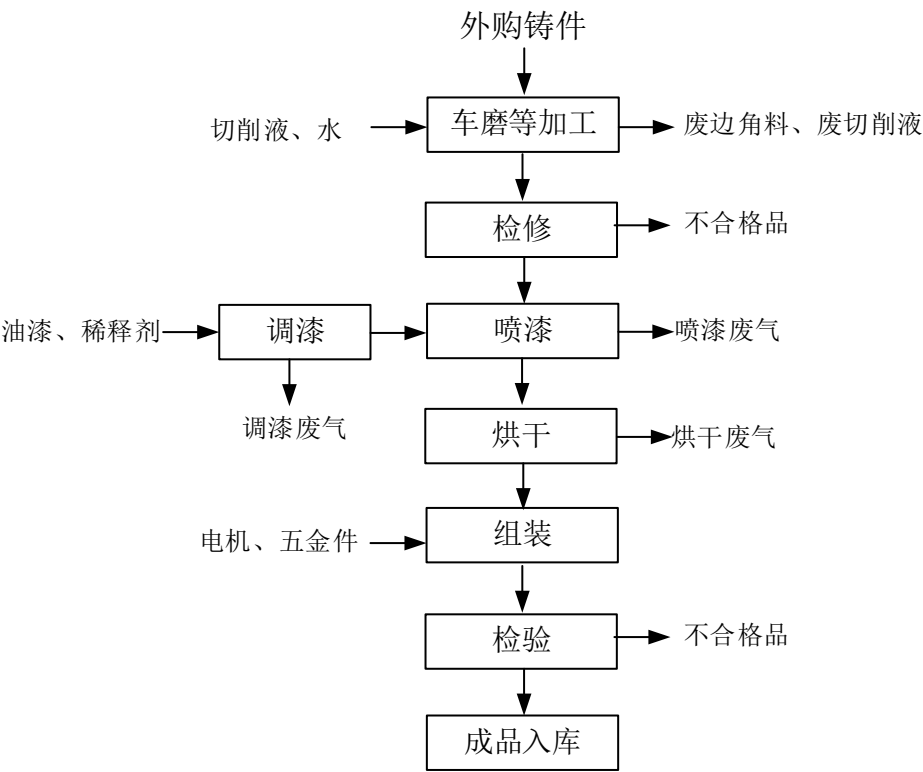 外购铸件
切削液、水
车磨等加工
废边角料、废切削液
检修
不合格品
油漆、稀释剂
调漆
喷漆
喷漆废气
调漆废气
烘干
烘干废气
电机、五金件
组装
检验
不合格品
成品入库